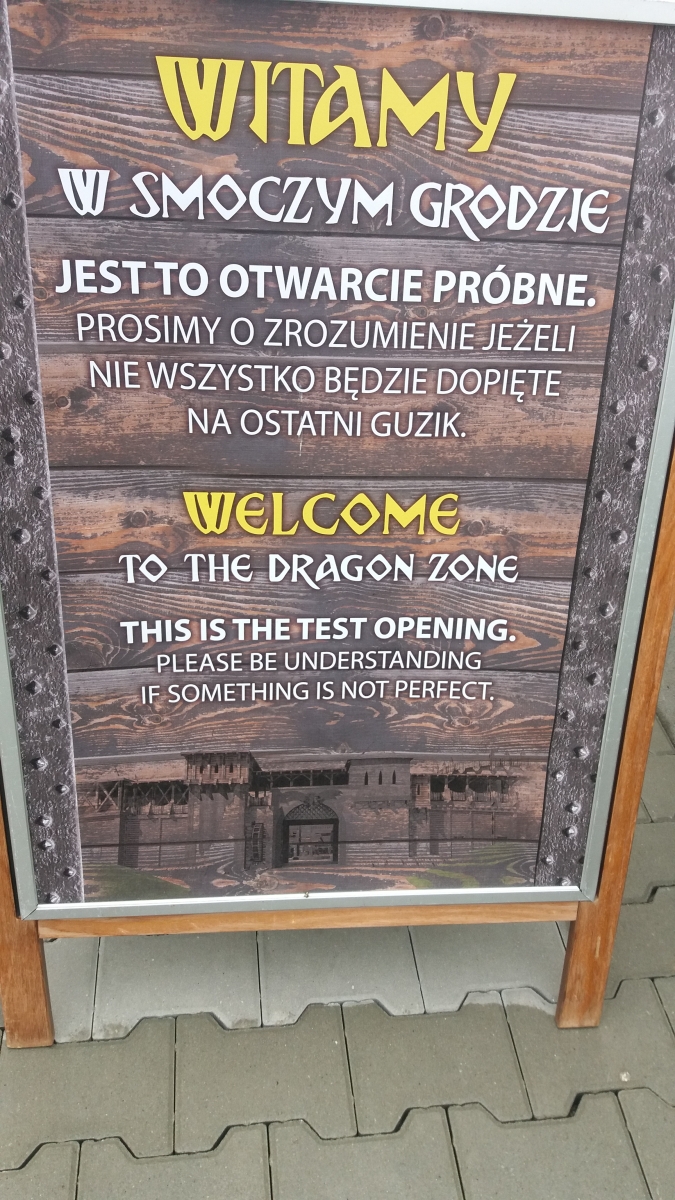 WITAMY
W SMOCZYM GRODZIE
JEST TO OTWARCIE PRÓBNE.
PROSIMY O ZROZUMIENIE JEŻELI
NIE WSZYSTKO BĘDZIE DOPIĘTE
NA OSTATNI GUZIK.
WELCOME
TO THE DRAGON ZONE
THIS IS THE TEST OPENING.
PLEASE BE UNDERSTANDING
IF SOMETHING IS NOT PERFECT.